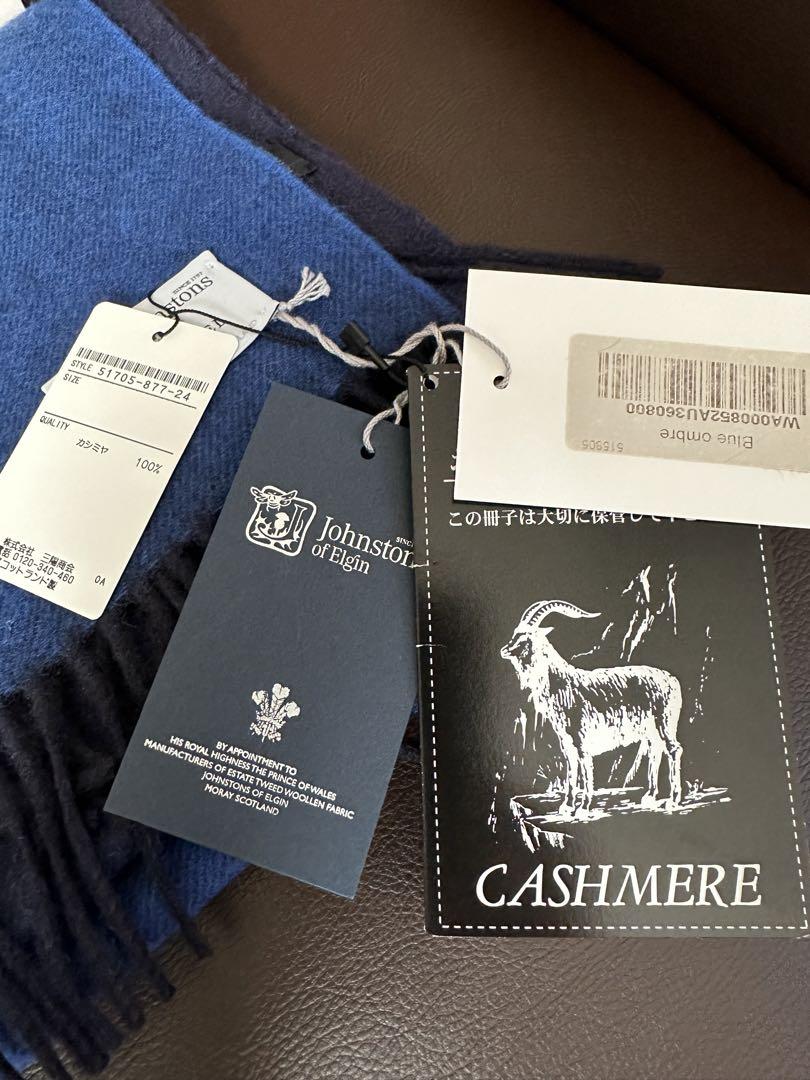 SINCE 1797
STYLE 51705-877-24
SIZE
QUALITY
カシミヤ
100%
株式会社 三陽商会
0120-340-460
スコットランド製
0A
Johnstons
of Elgin
BY APPOINTMENT TO
HIS ROYAL HIGHNESS THE PRINCE OF WALES
MANUFACTURERS OF ESTATE TWEED WOOLLEN FABRIC
JOHNSTONS OF ELGIN
MORAY SCOTLAND
WA000852AU360800
Blue ombre
515905
この冊子は大切に保管して
CASHMERE